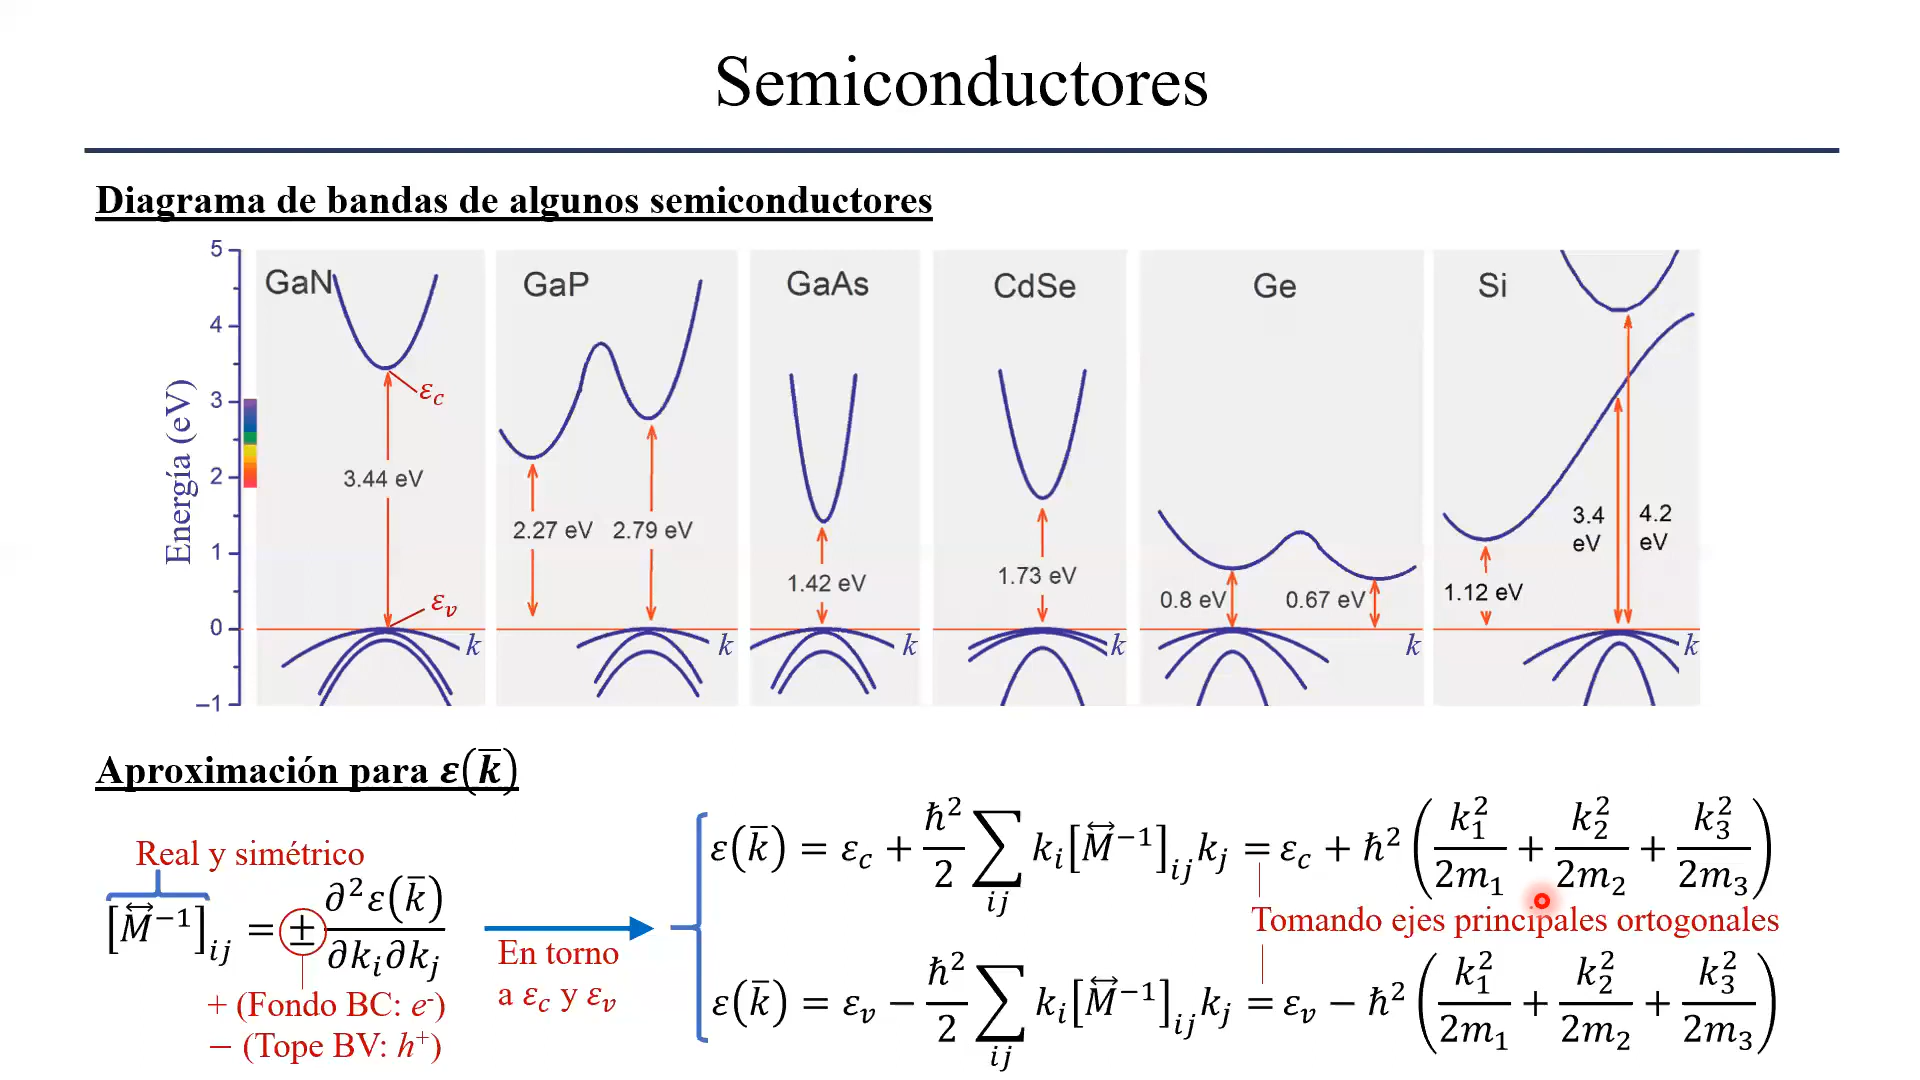 Semiconductores
Diagrama de bandas de algunos semiconductores
Energía (eV)
5
4
3
2
1
0
−1
GaN
εc
3.44 eV
εv
k
GaP
2.27 eV 2.79 eV
k
GaAs
1.42 eV
k
CdSe
1.73 eV
k
Ge
0.8 eV 0.67 eV
k
Si
3.4 eV
4.2 eV
1.12 eV
k
Aproximación para ε(k̅)
Real y simétrico
[M⃡⁻¹]ij = ± ∂²ε(k̅)/∂ki∂kj
+ (Fondo BC: e⁻)
− (Tope BV: h⁺)
En torno
a εc y εv
ε(k̅) = εc + ħ²/2 ∑ij ki[M⃡⁻¹]ij kj = εc + ħ² (k₁²/2m₁ + k₂²/2m₂ + k₃²/2m₃)
Tomando ejes principales ortogonales
ε(k̅) = εv − ħ²/2 ∑ij ki[M⃡⁻¹]ij kj = εv − ħ² (k₁²/2m₁ + k₂²/2m₂ + k₃²/2m₃)